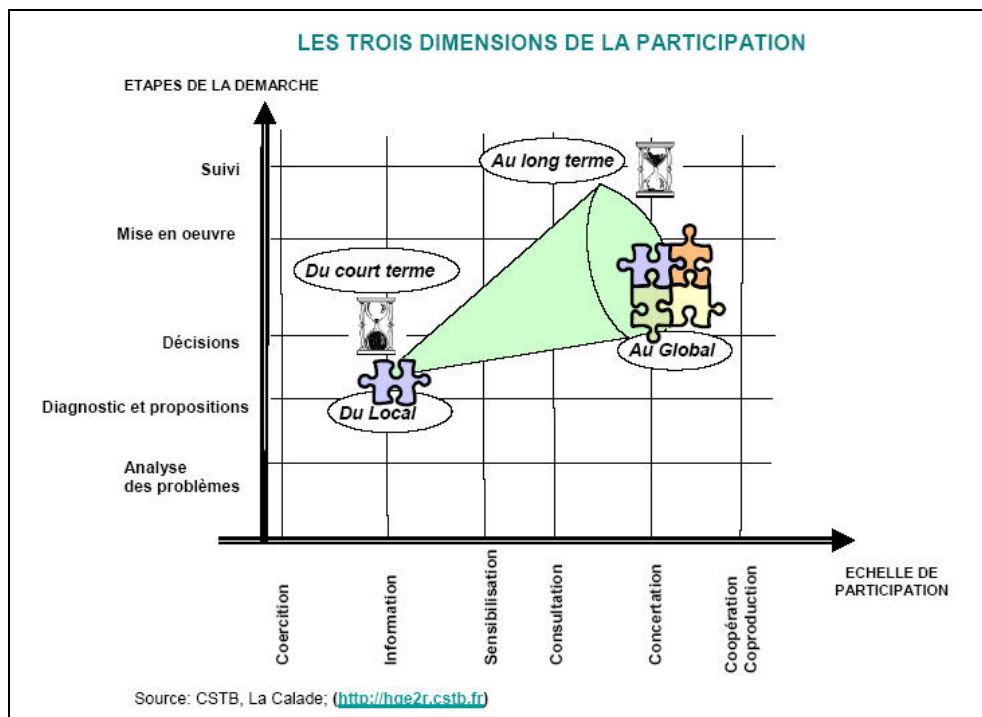 LES TROIS DIMENSIONS DE LA PARTICIPATION
ETAPES DE LA DEMARCHE
Suivi
Au long terme
Mise en oeuvre
Du court terme
Décisions
Au Global
Diagnostic et propositions
Du Local
Analyse
des problèmes
Coercition
Information
Sensibilisation
Consultation
Concertation
Coopération
Coproduction
ECHELLE DE
PARTICIPATION
Source: CSTB, La Calade; (http://hqe2r.cstb.fr)